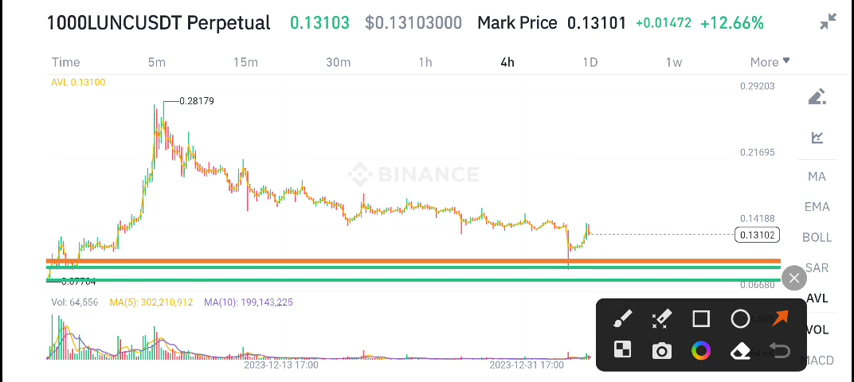 1000LUNCUSDT Perpetual 0.13103 $0.13103000 Mark Price 0.13101 +0.01472 +12.66%
Time 5m 15m 30m 1h 4h 1D 1w More
AVL 0.13100
0.29203
0.28179
0.21695
BINANCE
MA
EMA
0.14188
0.13102
BOLL
SAR
0.07704
0.06680
AVL
Vol: 64,556 MA(5): 302,210,912 MA(10): 199,143,225
VOL
MACD
2023-12-13 17:00 2023-12-31 17:00